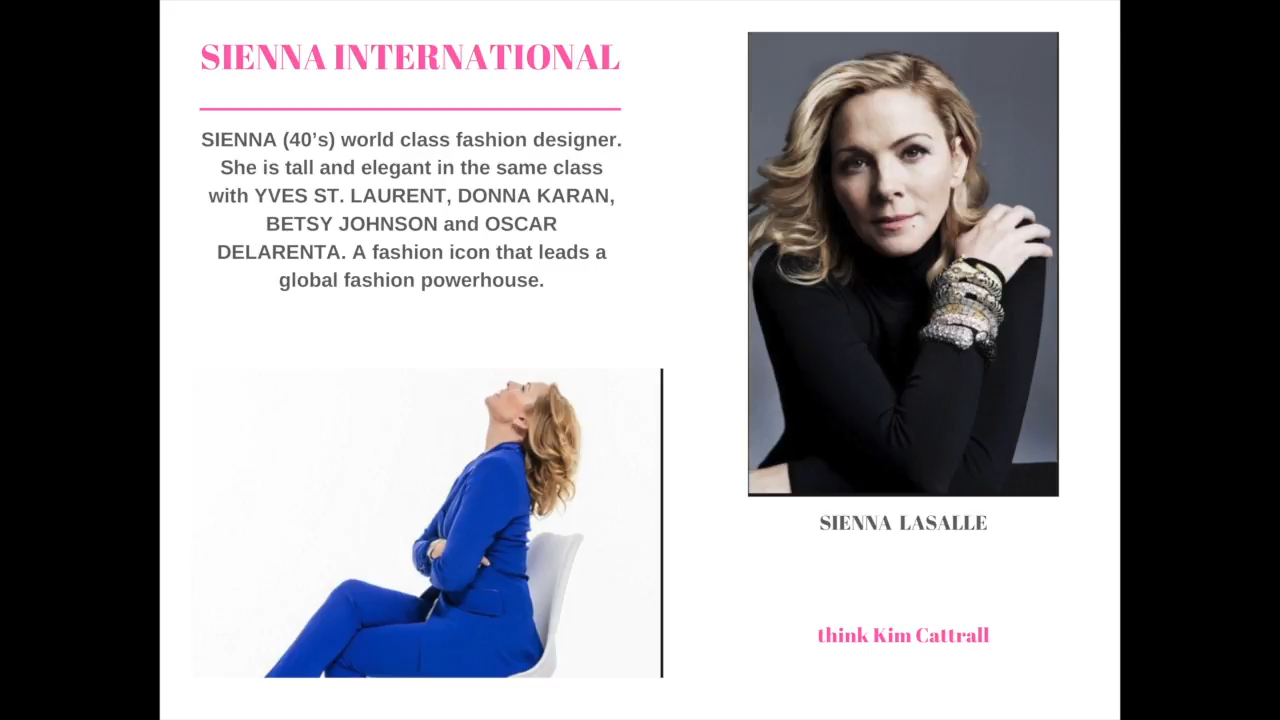 SIENNA INTERNATIONAL
SIENNA (40’s) world class fashion designer.
She is tall and elegant in the same class
with YVES ST. LAURENT, DONNA KARAN,
BETSY JOHNSON and OSCAR
DELARENTA. A fashion icon that leads a
global fashion powerhouse.
SIENNA LASALLE
think Kim Cattrall